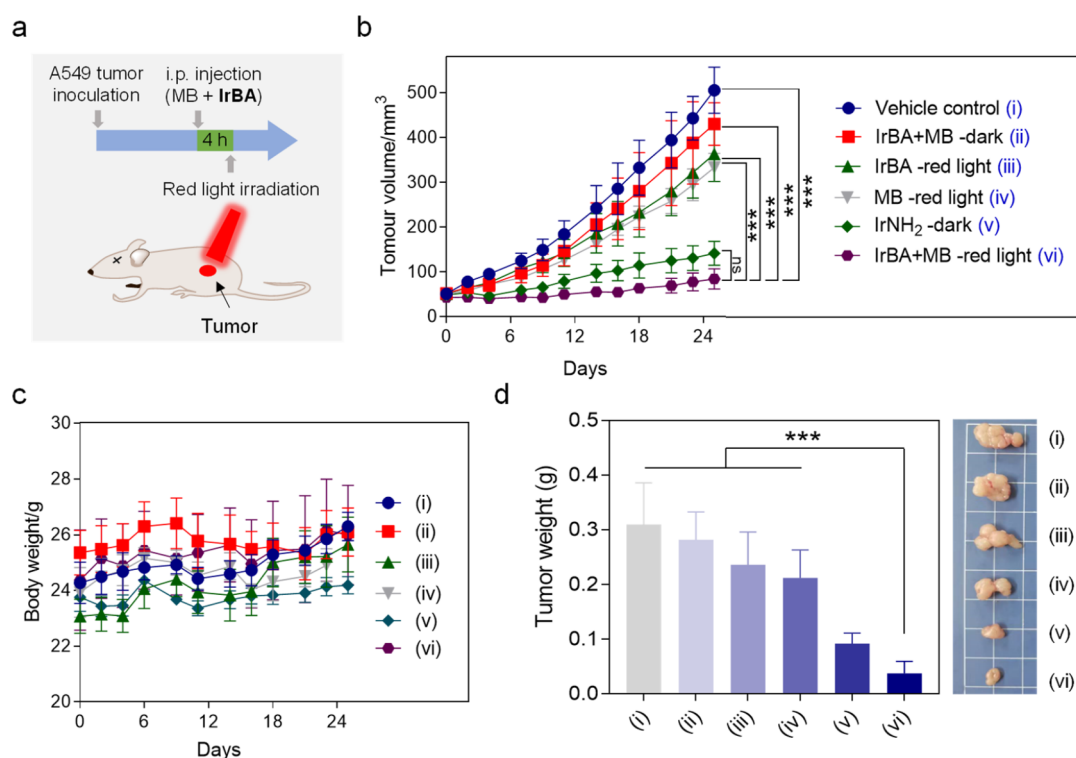 a
A549 tumor
inoculation
i.p. injection
(MB + IrBA)
4 h
Red light irradiation
x
Tumor
b
Tomour volume/mm³
500
400
300
200
100
0
0 6 12 18 24
Days
Vehicle control (i)
IrBA+MB -dark (ii)
IrBA -red light (iii)
MB -red light (iv)
IrNH₂ -dark (v)
IrBA+MB -red light (vi)
ns
***
***
***
***
c
Body weight/g
30
28
26
24
22
20
0 6 12 18 24
Days
(i)
(ii)
(iii)
(iv)
(v)
(vi)
d
Tumor weight (g)
0.5
0.4
0.3
0.2
0.1
0.0
***
(i) (ii) (iii) (iv) (v) (vi)
(i)
(ii)
(iii)
(iv)
(v)
(vi)